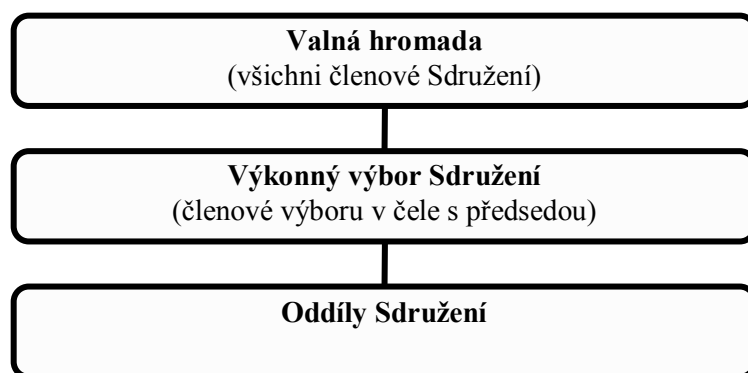 Valná hromada
(všichni členové Sdružení)
Výkonný výbor Sdružení
(členové výboru v čele s předsedou)
Oddíly Sdružení